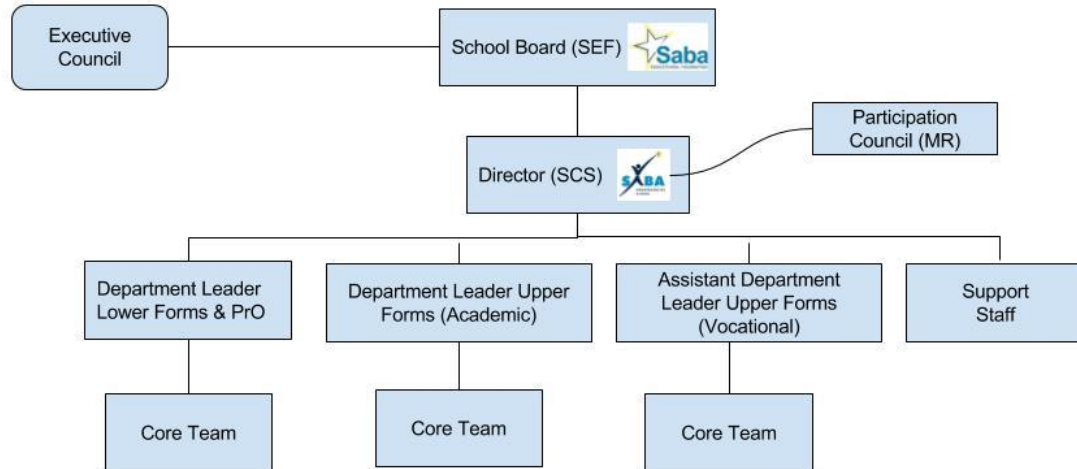 Executive
Council
School Board (SEF)
Saba
Participation
Council (MR)
Director (SCS)
SABA
Department Leader
Lower Forms & PrO
Department Leader Upper
Forms (Academic)
Assistant Department
Leader Upper Forms
(Vocational)
Support
Staff
Core Team
Core Team
Core Team